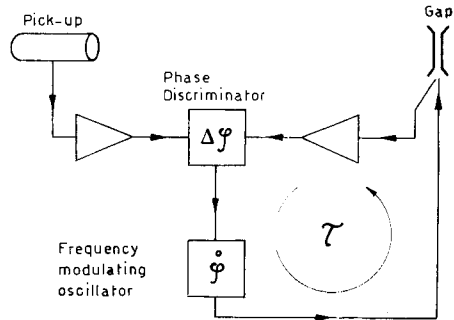 Pick-up
Gap
Phase
Discriminator
Δφ
τ
Frequency
modulating
oscillator
φ̇